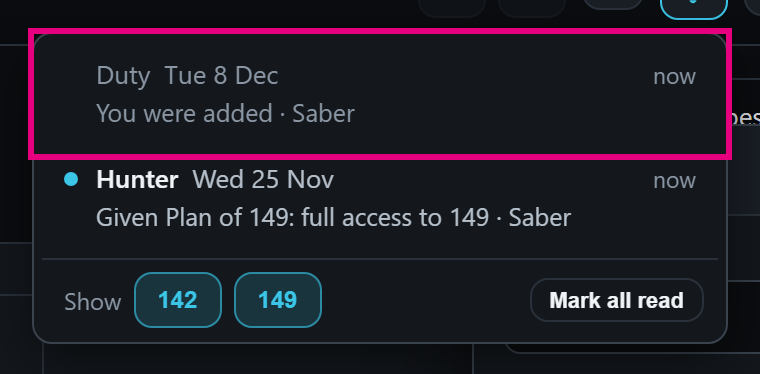 Duty Tue 8 Dec now
You were added · Saber
Hunter Wed 25 Nov now
Given Plan of 149: full access to 149 · Saber
Show 142 149 Mark all read